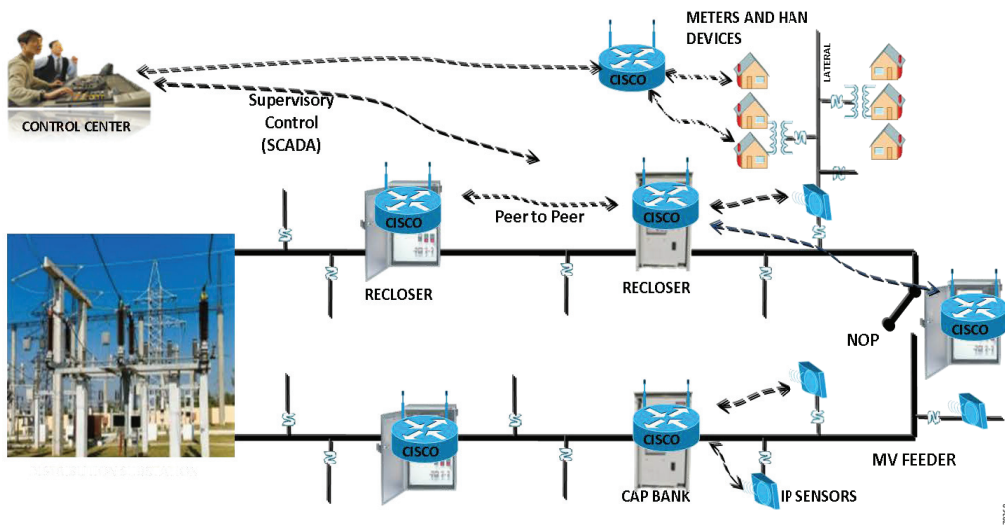 METERS AND HAN
DEVICES
LATERAL
CISCO
CONTROL CENTER
Supervisory
Control
(SCADA)
CISCO
Peer to Peer
CISCO
RECLOSER
RECLOSER
NOP
CISCO
CISCO
CISCO
MV FEEDER
CAP BANK
IP SENSORS